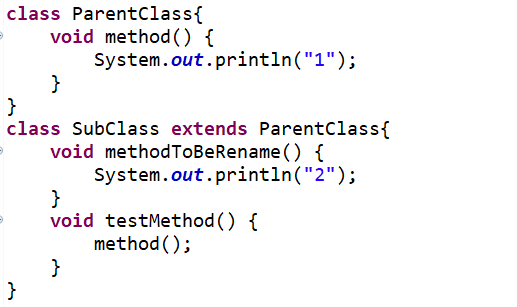 class ParentClass{
    void method() {
        System.out.println("1");
    }
}
class SubClass extends ParentClass{
    void methodToBeRename() {
        System.out.println("2");
    }
    void testMethod() {
        method();
    }
}